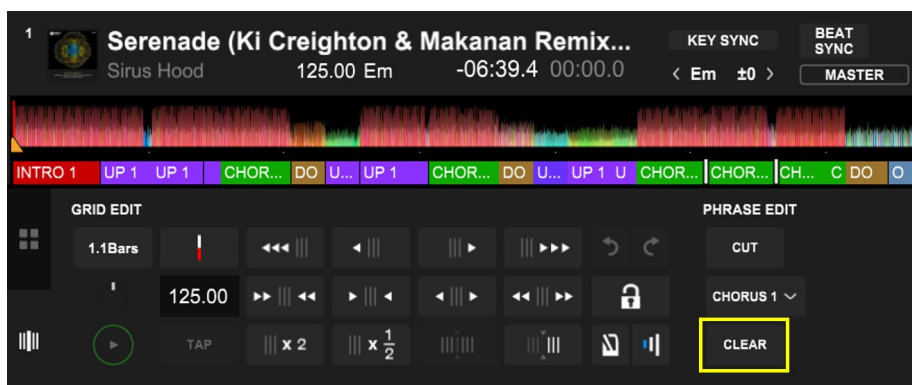 1
Serenade (Ki Creighton & Makanan Remix...
KEY SYNC
BEAT
SYNC
Sirus Hood
125.00 Em
-06:39.4 00:00.0
< Em ±0 >
MASTER
INTRO 1 UP 1 UP 1 CHOR... DO U... UP 1 CHOR... DO U... UP 1 U CHOR... CHOR... CH... C DO O
GRID EDIT
PHRASE EDIT
1.1Bars
CUT
125.00
CHORUS 1
TAP
x 2
x 1/2
CLEAR